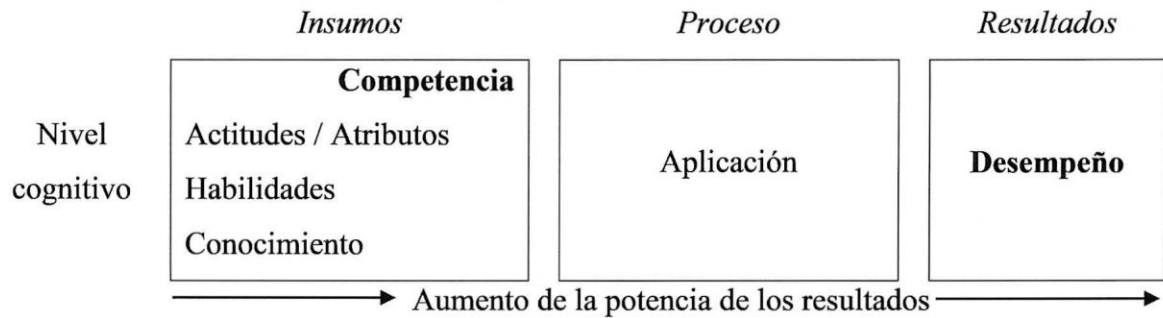 Insumos Proceso Resultados
Competencia
Nivel cognitivo
Actitudes / Atributos
Habilidades
Conocimiento
Aplicación
Desempeño
Aumento de la potencia de los resultados